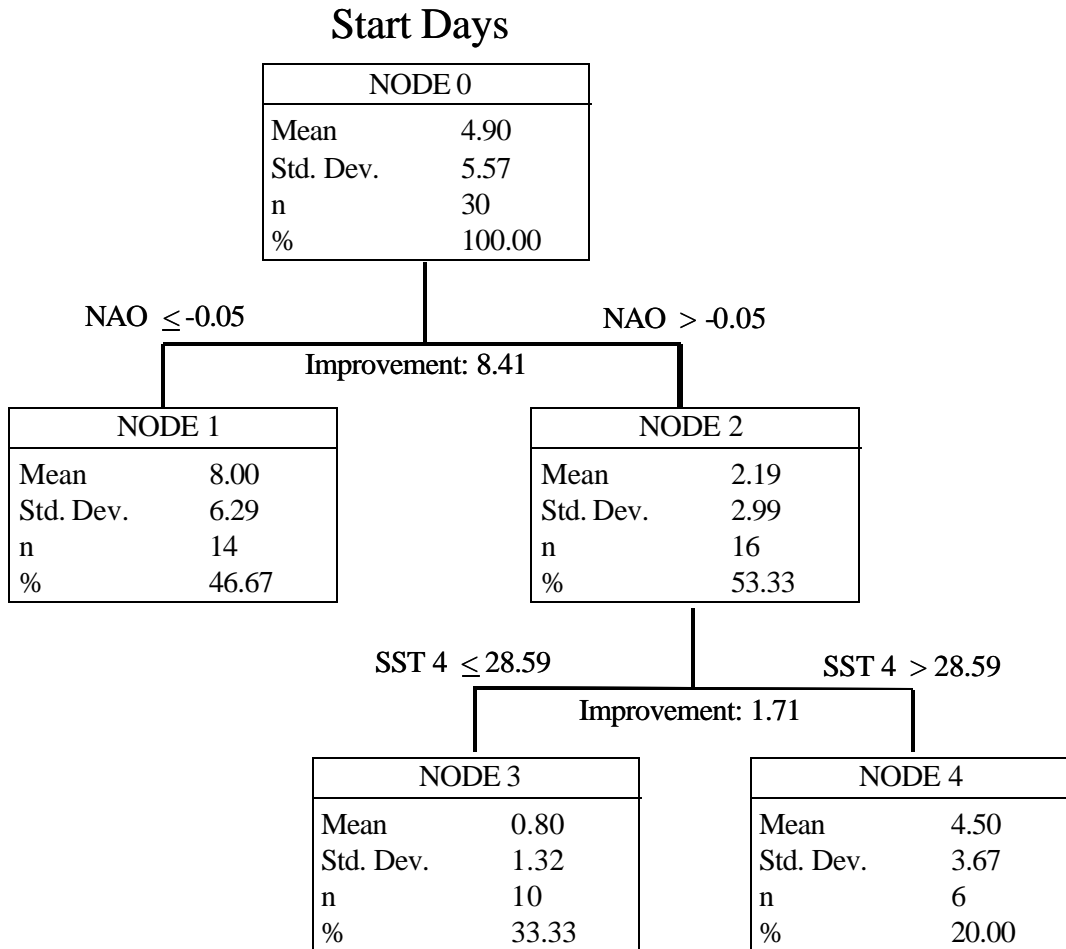 Start Days
NODE 0
Mean 4.90
Std. Dev. 5.57
n 30
% 100.00
NAO ≤ -0.05 NAO > -0.05
Improvement: 8.41
NODE 1
Mean 8.00
Std. Dev. 6.29
n 14
% 46.67
NODE 2
Mean 2.19
Std. Dev. 2.99
n 16
% 53.33
SST 4 ≤ 28.59 SST 4 > 28.59
Improvement: 1.71
NODE 3
Mean 0.80
Std. Dev. 1.32
n 10
% 33.33
NODE 4
Mean 4.50
Std. Dev. 3.67
n 6
% 20.00